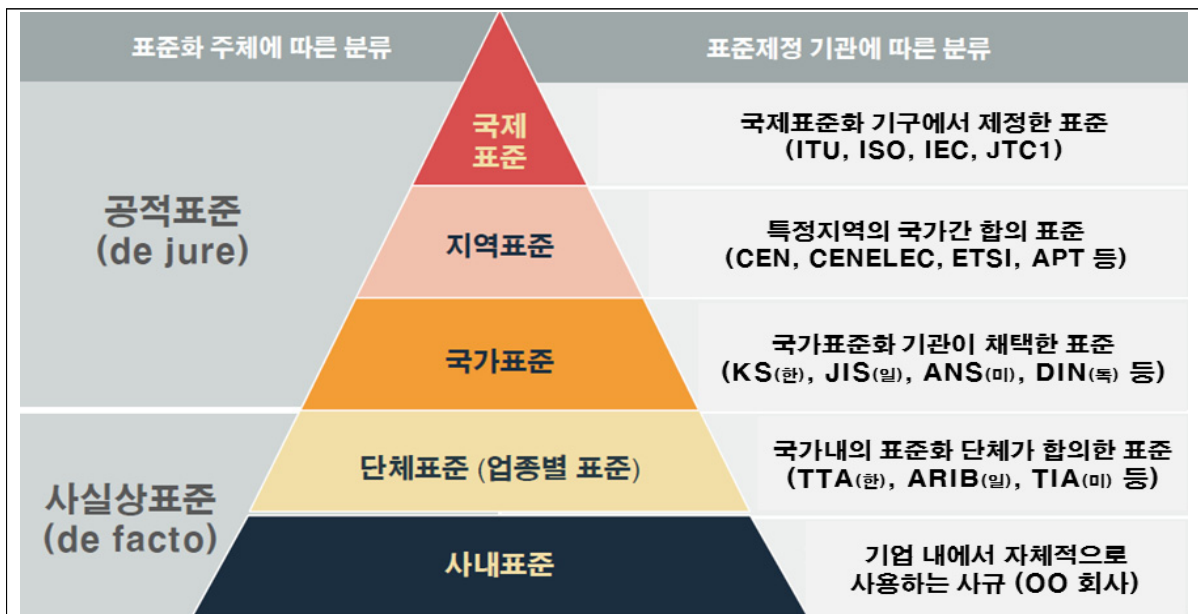 표준화 주체에 따른 분류
표준제정 기관에 따른 분류
공적표준
(de jure)
국제
표준
국제표준화 기구에서 제정한 표준
(ITU, ISO, IEC, JTC1)
지역표준
특정지역의 국가간 합의 표준
(CEN, CENELEC, ETSI, APT 등)
국가표준
국가표준화 기관이 채택한 표준
(KS(한), JIS(일), ANS(미), DIN(독) 등)
사실상표준
(de facto)
단체표준 (업종별 표준)
국가내의 표준화 단체가 합의한 표준
(TTA(한), ARIB(일), TIA(미) 등)
사내표준
기업 내에서 자체적으로
사용하는 사규 (OO 회사)